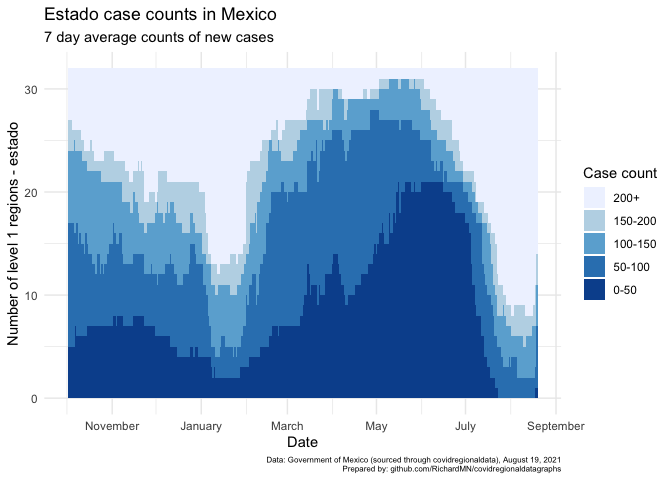 Estado case counts in Mexico
7 day average counts of new cases
Number of level 1 regions - estado
30
20
10
0
November
January
March
May
July
September
Date
Case count
200+
150-200
100-150
50-100
0-50
Data: Government of Mexico (sourced through covidregionaldata), August 19, 2021
Prepared by: github.com/RichardMN/covidregionaldatagraphs